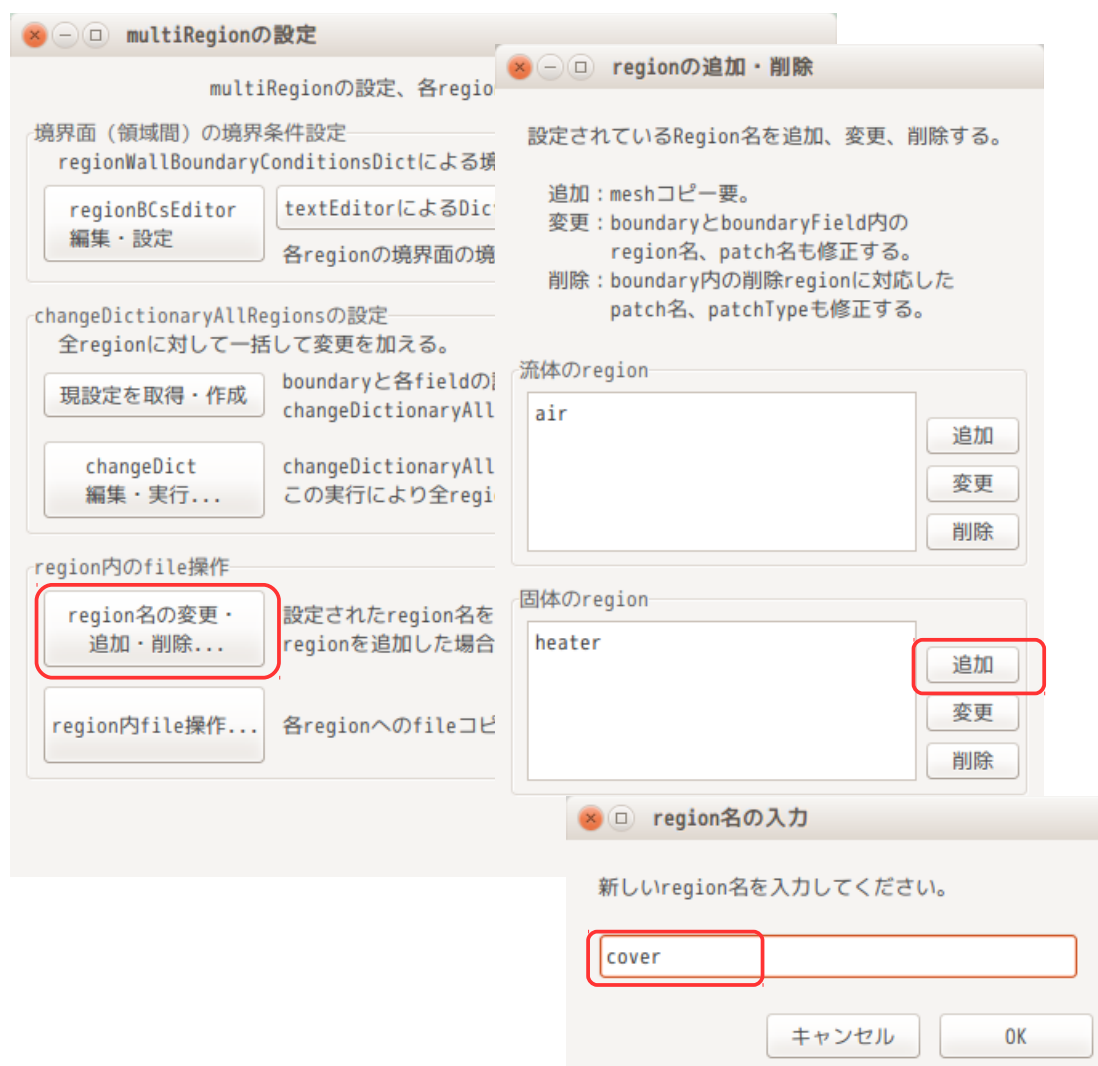 multiRegionの設定
multiRegionの設定、各regio
境界面（領域間）の境界条件設定
regionWallBoundaryConditionsDictによる境
regionBCsEditor
編集・設定
textEditorによるDic
各regionの境界面の境
changeDictionaryAllRegionsの設定
全regionに対して一括して変更を加える。
現設定を取得・作成
boundaryと各fieldの
changeDictionaryAll
changeDict
編集・実行...
changeDictionaryAll
この実行により全regi
region内のfile操作
region名の変更・
追加・削除...
設定されたregion名を
regionを追加した場合
region内file操作...
各regionへのfileコピ
regionの追加・削除
設定されているRegion名を追加、変更、削除する。
追加：meshコピー要。
変更：boundaryとboundaryField内の
region名、patch名も修正する。
削除：boundary内の削除regionに対応した
patch名、patchTypeも修正する。
流体のregion
air
追加
変更
削除
固体のregion
heater
追加
変更
削除
region名の入力
新しいregion名を入力してください。
cover
キャンセル
OK